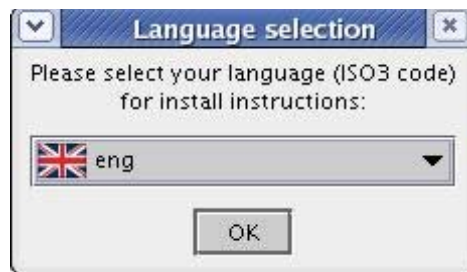 Language selection
Please select your language (ISO3 code)
for install instructions:
eng
OK